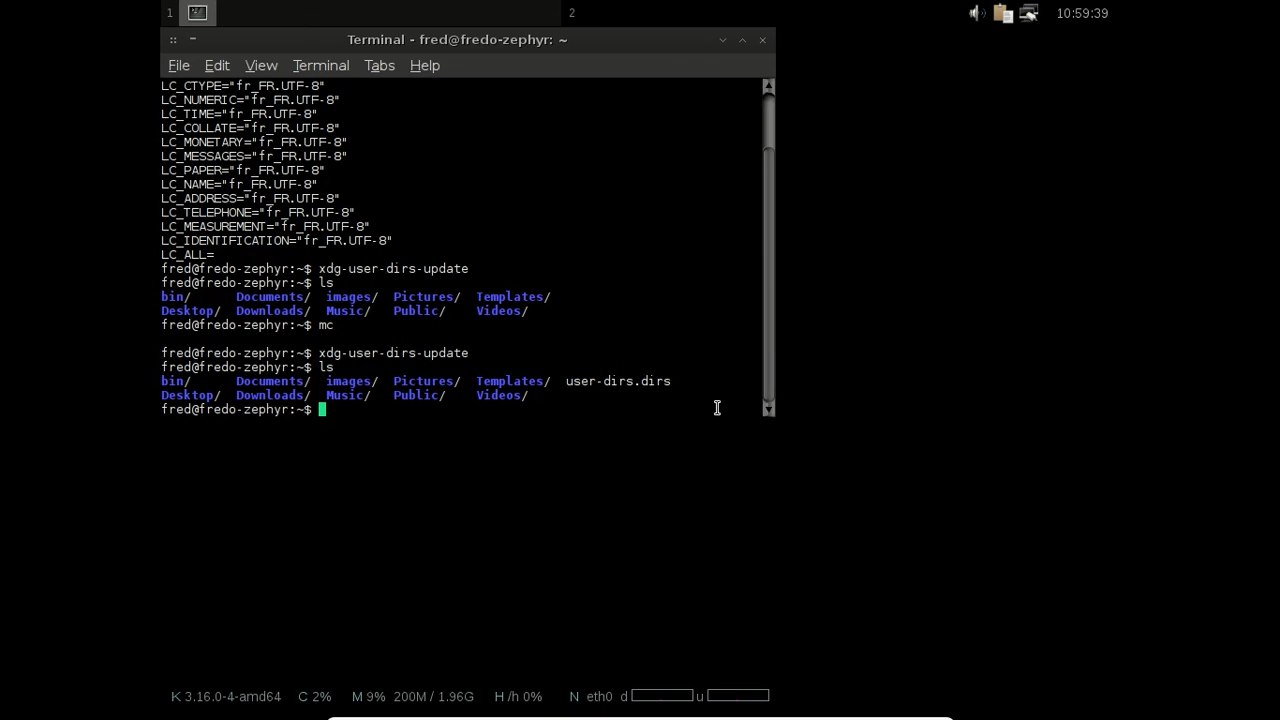 1
2
10:59:39
Terminal - fred@fredo-zephyr: ~
File Edit View Terminal Tabs Help
LC_CTYPE="fr_FR.UTF-8"
LC_NUMERIC="fr_FR.UTF-8"
LC_TIME="fr_FR.UTF-8"
LC_COLLATE="fr_FR.UTF-8"
LC_MONETARY="fr_FR.UTF-8"
LC_MESSAGES="fr_FR.UTF-8"
LC_PAPER="fr_FR.UTF-8"
LC_NAME="fr_FR.UTF-8"
LC_ADDRESS="fr_FR.UTF-8"
LC_TELEPHONE="fr_FR.UTF-8"
LC_MEASUREMENT="fr_FR.UTF-8"
LC_IDENTIFICATION="fr_FR.UTF-8"
LC_ALL=
fred@fredo-zephyr:~$ xdg-user-dirs-update
fred@fredo-zephyr:~$ ls
bin/ Documents/ images/ Pictures/ Templates/
Desktop/ Downloads/ Music/ Public/ Videos/
fred@fredo-zephyr:~$ mc
fred@fredo-zephyr:~$ xdg-user-dirs-update
fred@fredo-zephyr:~$ ls
bin/ Documents/ images/ Pictures/ Templates/ user-dirs.dirs
Desktop/ Downloads/ Music/ Public/ Videos/
fred@fredo-zephyr:~$
K 3.16.0-4-amd64 C 2% M 9% 200M / 1.96G H /h 0% N eth0 d u